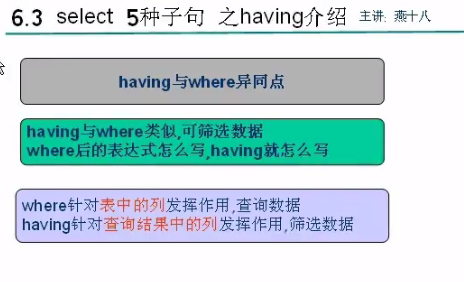 6.3 select 5种子句 之having介绍 主讲: 燕十八
having与where异同点
having与where类似,可筛选数据
where后的表达式怎么写,having就怎么写
where针对表中的列发挥作用,查询数据
having针对查询结果中的列发挥作用,筛选数据